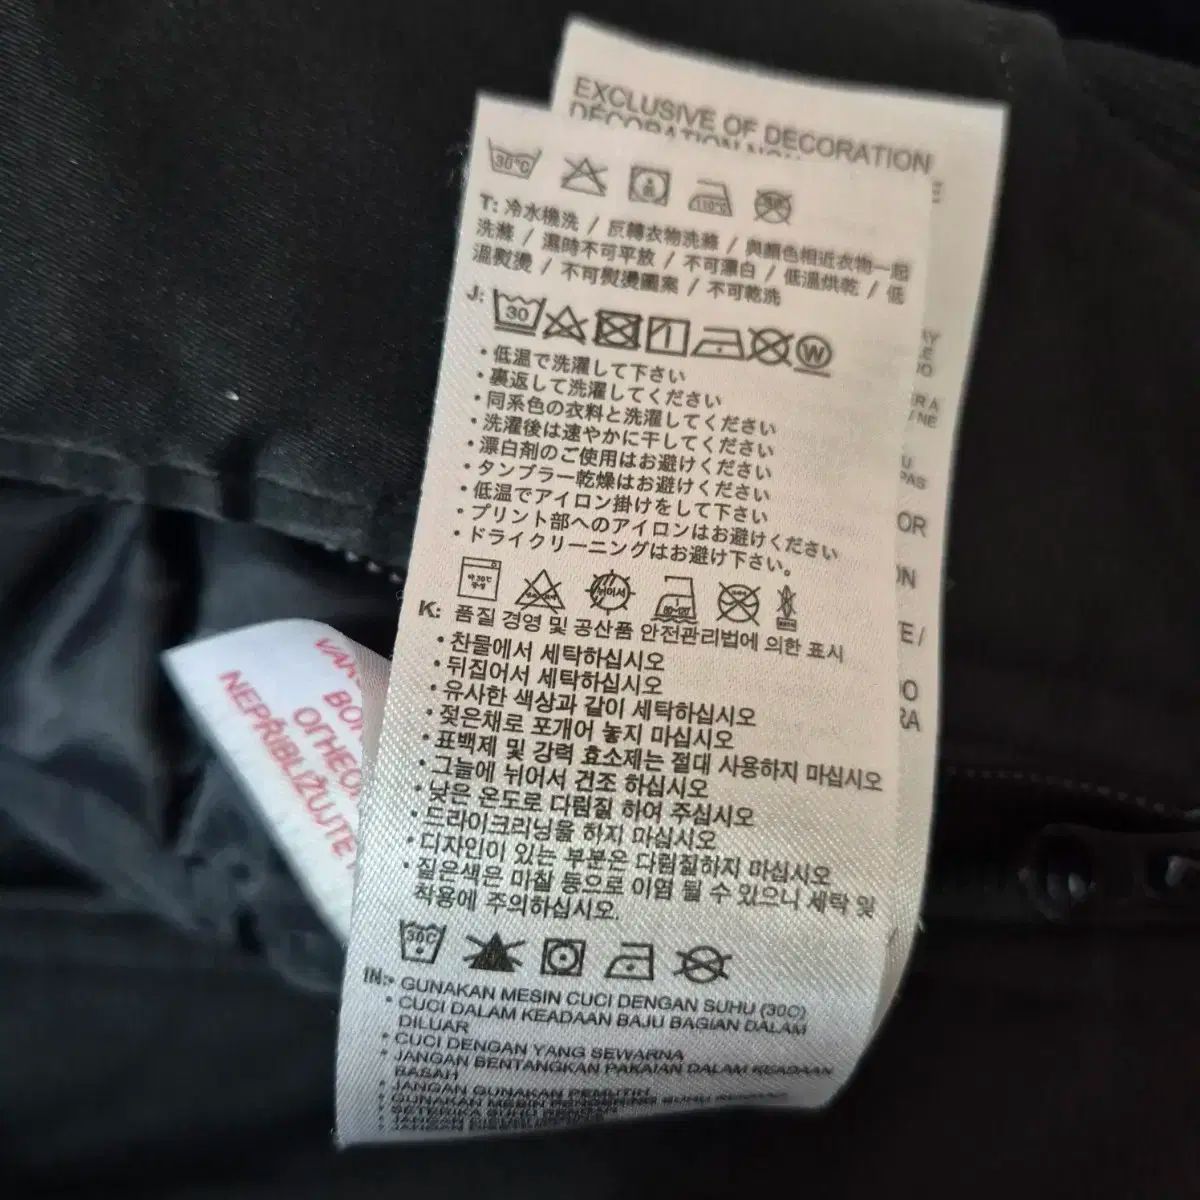 EXCLUSIVE OF DECORATION
30°C
110°C
T: 冷水機洗 / 反轉衣物洗滌 / 與顏色相近衣物一起
洗滌 / 濕時不可平放 / 不可漂白 / 低溫烘乾 / 低
溫熨燙 / 不可熨燙圖案 / 不可乾洗
J:
30
W
・低温で洗濯して下さい
・裏返して洗濯してください
・同系色の衣料と洗濯してください
・洗濯後は速やかに干してください
・漂白剤のご使用はお避けください
・タンブラー乾燥はお避けください
・低温でアイロン掛けをして下さい
・プリント部へのアイロンはお避けください
・ドライクリーニングはお避け下さい。
K: 품질 경영 및 공산품 안전관리법에 의한 표시
• 찬물에서 세탁하십시오
• 뒤집어서 세탁하십시오
• 유사한 색상과 같이 세탁하십시오
• 젖은채로 포개어 놓지 마십시오
• 표백제 및 강력 효소제는 절대 사용하지 마십시오
• 그늘에 뉘어서 건조 하십시오
• 낮은 온도로 다림질 하여 주십시오
• 드라이크리닝을 하지 마십시오
• 디자인이 있는 부분은 다림질하지 마십시오
• 짙은색은 마찰 등으로 이염 될 수 있으니 세탁 및
착용에 주의하십시오.
30C
IN:• GUNAKAN MESIN CUCI DENGAN SUHU (30C)
• CUCI DALAM KEADAAN BAJU BAGIAN DALAM
DILUAR
• CUCI DENGAN YANG SEWARNA
• JANGAN BENTANGKAN PAKAIAN DALAM KEADAAN
BASAH
• JANGAN GUNAKAN PEMUTIH
NEPŘIBLIŽUJTE